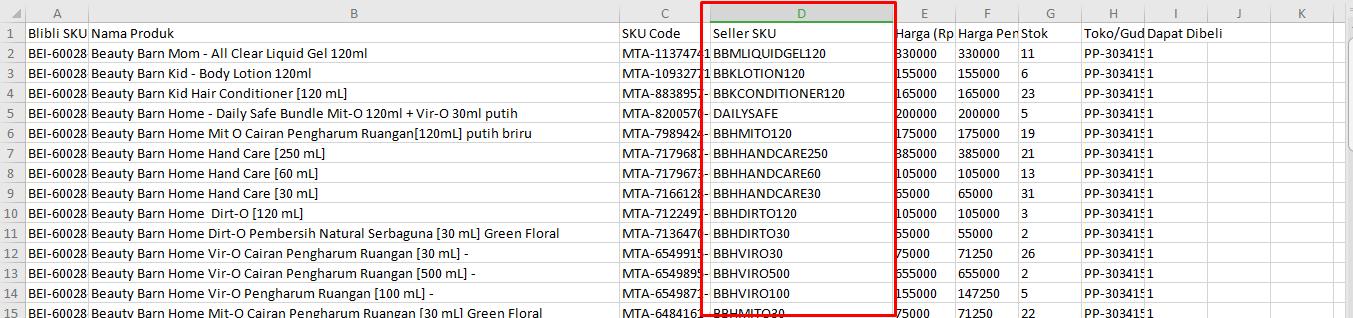 A B C D E F G H I J K
1 Blibli SKU Nama Produk SKU Code Seller SKU Harga (Rp Harga Pen Stok Toko/Gud Dapat Dibeli
2 BEI-60028 Beauty Barn Mom - All Clear Liquid Gel 120ml MTA-11374741 BBMLIQUIDGEL120 330000 330000 11 PP-303415 1
3 BEI-60028 Beauty Barn Kid - Body Lotion 120ml MTA-10932771 BBKLOTION120 155000 155000 6 PP-303415 1
4 BEI-60028 Beauty Barn Kid Hair Conditioner [120 mL] MTA-8838957- BBKCONDITIONER120 165000 165000 23 PP-303415 1
5 BEI-60028 Beauty Barn Home - Daily Safe Bundle Mit-O 120ml + Vir-O 30ml putih MTA-8200570- DAILYSAFE 200000 200000 5 PP-303415 1
6 BEI-60028 Beauty Barn Home Mit O Cairan Pengharum Ruangan[120mL] putih briru MTA-7989424- BBHMITO120 175000 175000 19 PP-303415 1
7 BEI-60028 Beauty Barn Home Hand Care [250 mL] MTA-7179687- BBHHANDCARE250 385000 385000 21 PP-303415 1
8 BEI-60028 Beauty Barn Home Hand Care [60 mL] MTA-7179673- BBHHANDCARE60 105000 105000 13 PP-303415 1
9 BEI-60028 Beauty Barn Home Hand Care [30 mL] MTA-7166128- BBHHANDCARE30 65000 65000 31 PP-303415 1
10 BEI-60028 Beauty Barn Home Dirt-O [120 mL] MTA-7122497- BBHDIRTO120 105000 105000 3 PP-303415 1
11 BEI-60028 Beauty Barn Home Dirt-O Pembersih Natural Serbaguna [30 mL] Green Floral MTA-7136470- BBHDIRTO30 55000 55000 2 PP-303415 1
12 BEI-60028 Beauty Barn Home Vir-O Cairan Pengharum Ruangan [30 mL] - MTA-6549915- BBHVIRO30 75000 71250 26 PP-303415 1
13 BEI-60028 Beauty Barn Home Vir-O Cairan Pengharum Ruangan [500 mL] - MTA-6549895- BBHVIRO500 655000 655000 2 PP-303415 1
14 BEI-60028 Beauty Barn Home Vir-O Pengharum Ruangan [100 mL] - MTA-6549871- BBHVIRO100 155000 147250 5 PP-303415 1
15 BEI-60028 Beauty Barn Home Mit-O Cairan Pengharum Ruangan [30 mL] Green Floral MTA-6484161- BBHMITO30 75000 71250 22 PP-303415 1